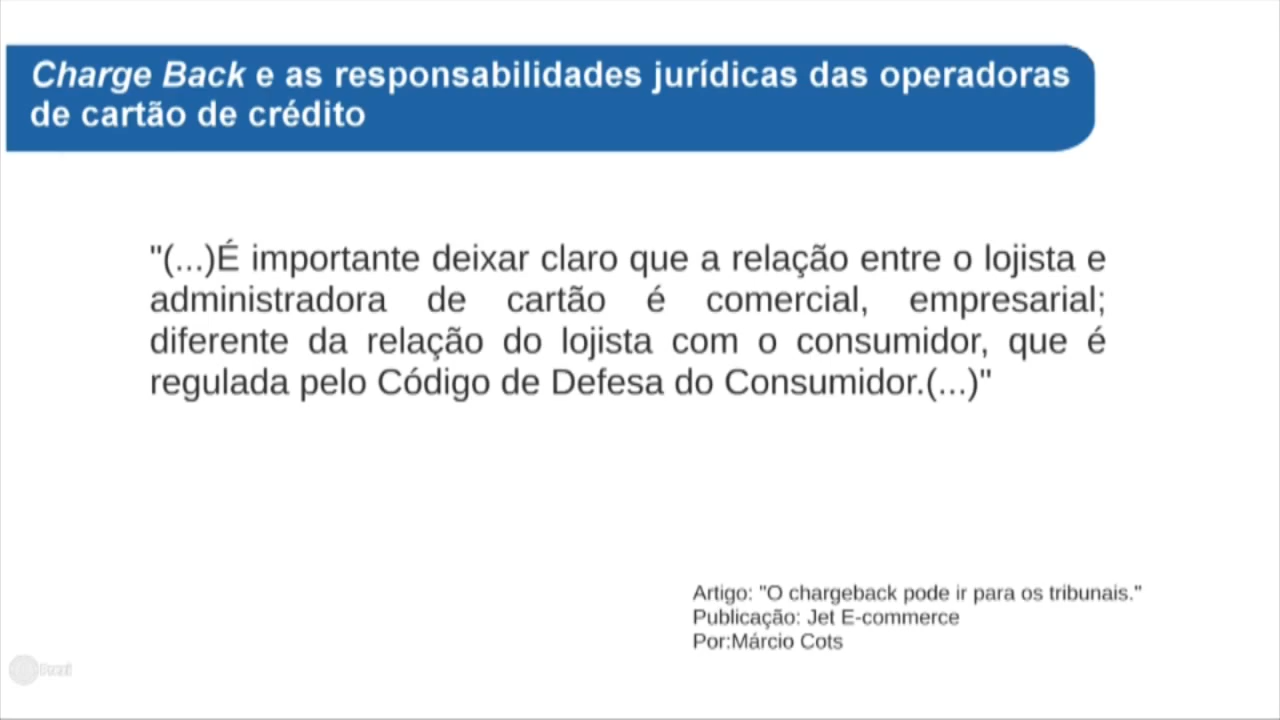 Charge Back e as responsabilidades jurídicas das operadoras
de cartão de crédito
"(...)É importante deixar claro que a relação entre o lojista e
administradora de cartão é comercial, empresarial;
diferente da relação do lojista com o consumidor, que é
regulada pelo Código de Defesa do Consumidor.(...)"
Artigo: "O chargeback pode ir para os tribunais."
Publicação: Jet E-commerce
Por:Márcio Cots